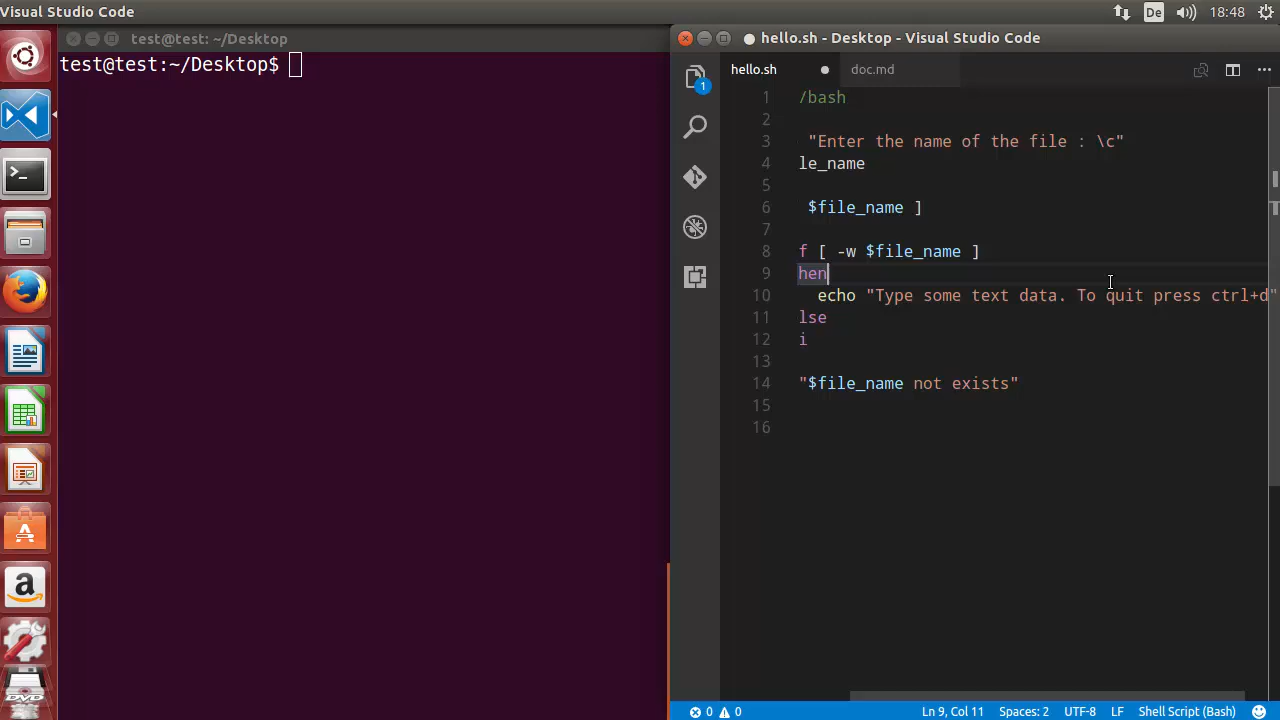 Visual Studio Code
De
18:48
test@test: ~/Desktop
test@test:~/Desktop$
hello.sh - Desktop - Visual Studio Code
hello.sh
doc.md
1
1 /bash
2
3 "Enter the name of the file : \c"
4 le_name
5
6 $file_name ]
7
8 f [ -w $file_name ]
9 hen
10 echo "Type some text data. To quit press ctrl+d"
11 lse
12 i
13
14 "$file_name not exists"
15
16
a
DVD
0 0 Ln 9, Col 11 Spaces: 2 UTF-8 LF Shell Script (Bash)